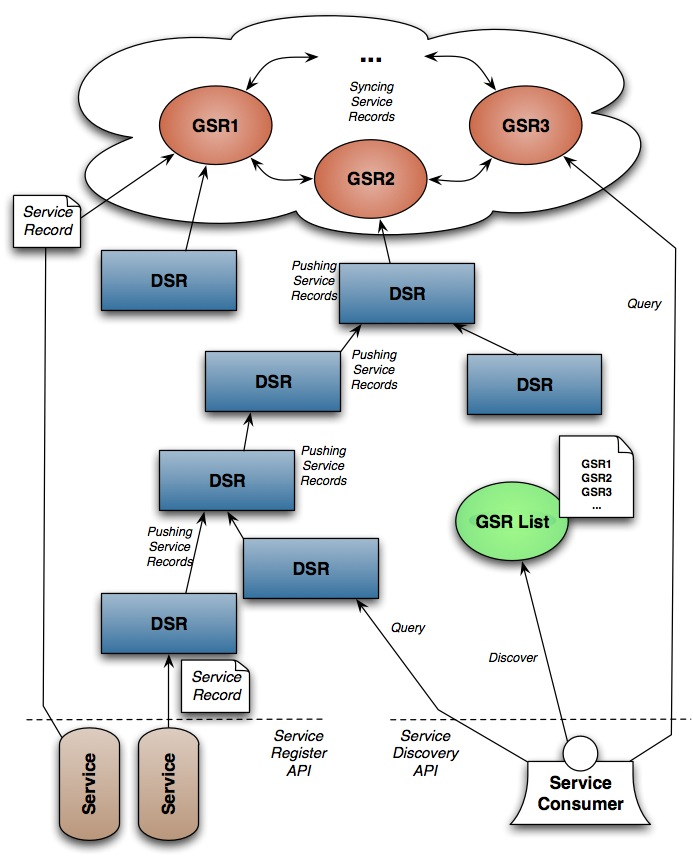 ...
Syncing
Service
Records
GSR1
GSR3
GSR2
Service
Record
DSR
Pushing
Service
Records
DSR
Query
Pushing
Service
Records
DSR
DSR
Pushing
Service
Records
DSR
GSR1
GSR2
GSR3
...
GSR List
Pushing
Service
Records
DSR
DSR
Query
Discover
Service
Record
Service
Register
API
Service
Discovery
API
Service
Service
Service
Consumer